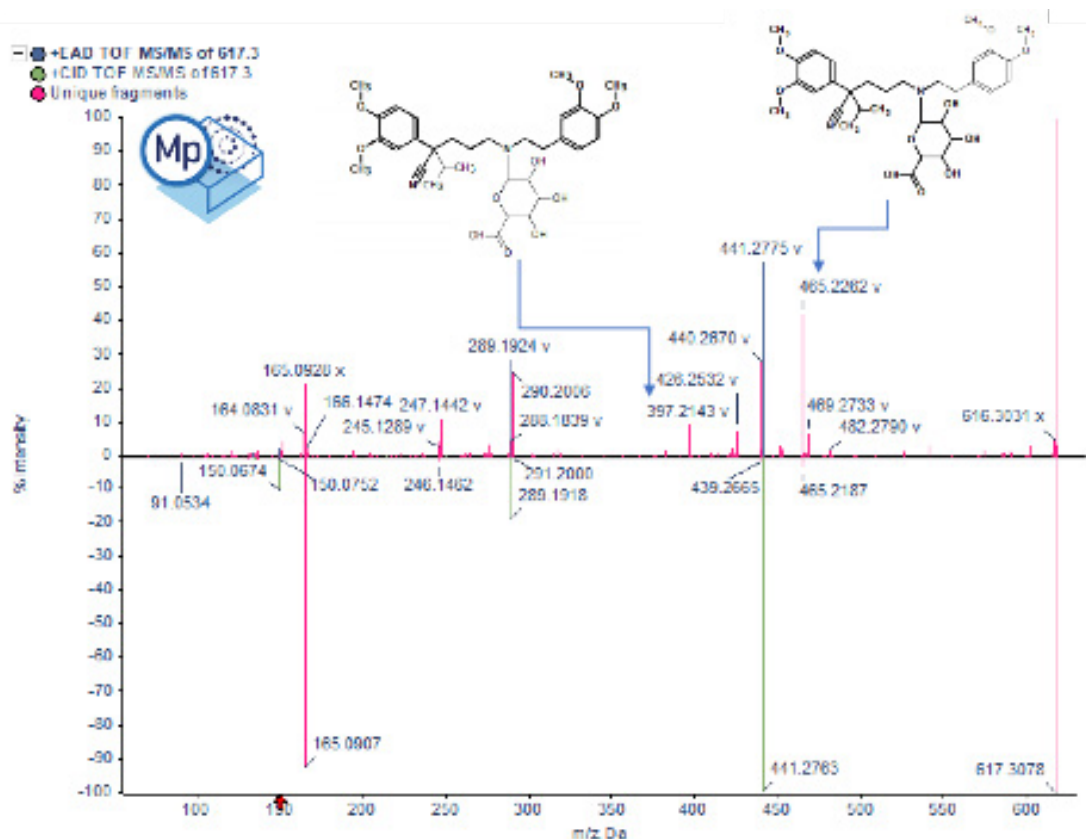 +EAD TOF MS/MS of 617.3
+CID TOF MS/MS of 617.3
Unique fragments
Mp
441.2775 v
465.2262 v
440.2670 v
289.1924 v
426.2532 v
165.0928 x
290.2006
166.1474
247.1442 v
397.2143 v
164.0831 v
245.1289 v
288.1839 v
469.2733 v
482.2790 v
616.3031 x
150.0674
150.0752
246.1462
291.2000
439.2665
465.2187
91.0534
289.1918
165.0907
441.2763
617.3078
% Intensity
100
90
80
70
60
50
40
30
20
10
0
-10
-20
-30
-40
-50
-60
-70
-80
-90
-100
100
150
200
250
300
350
400
450
500
550
600
m/z Da